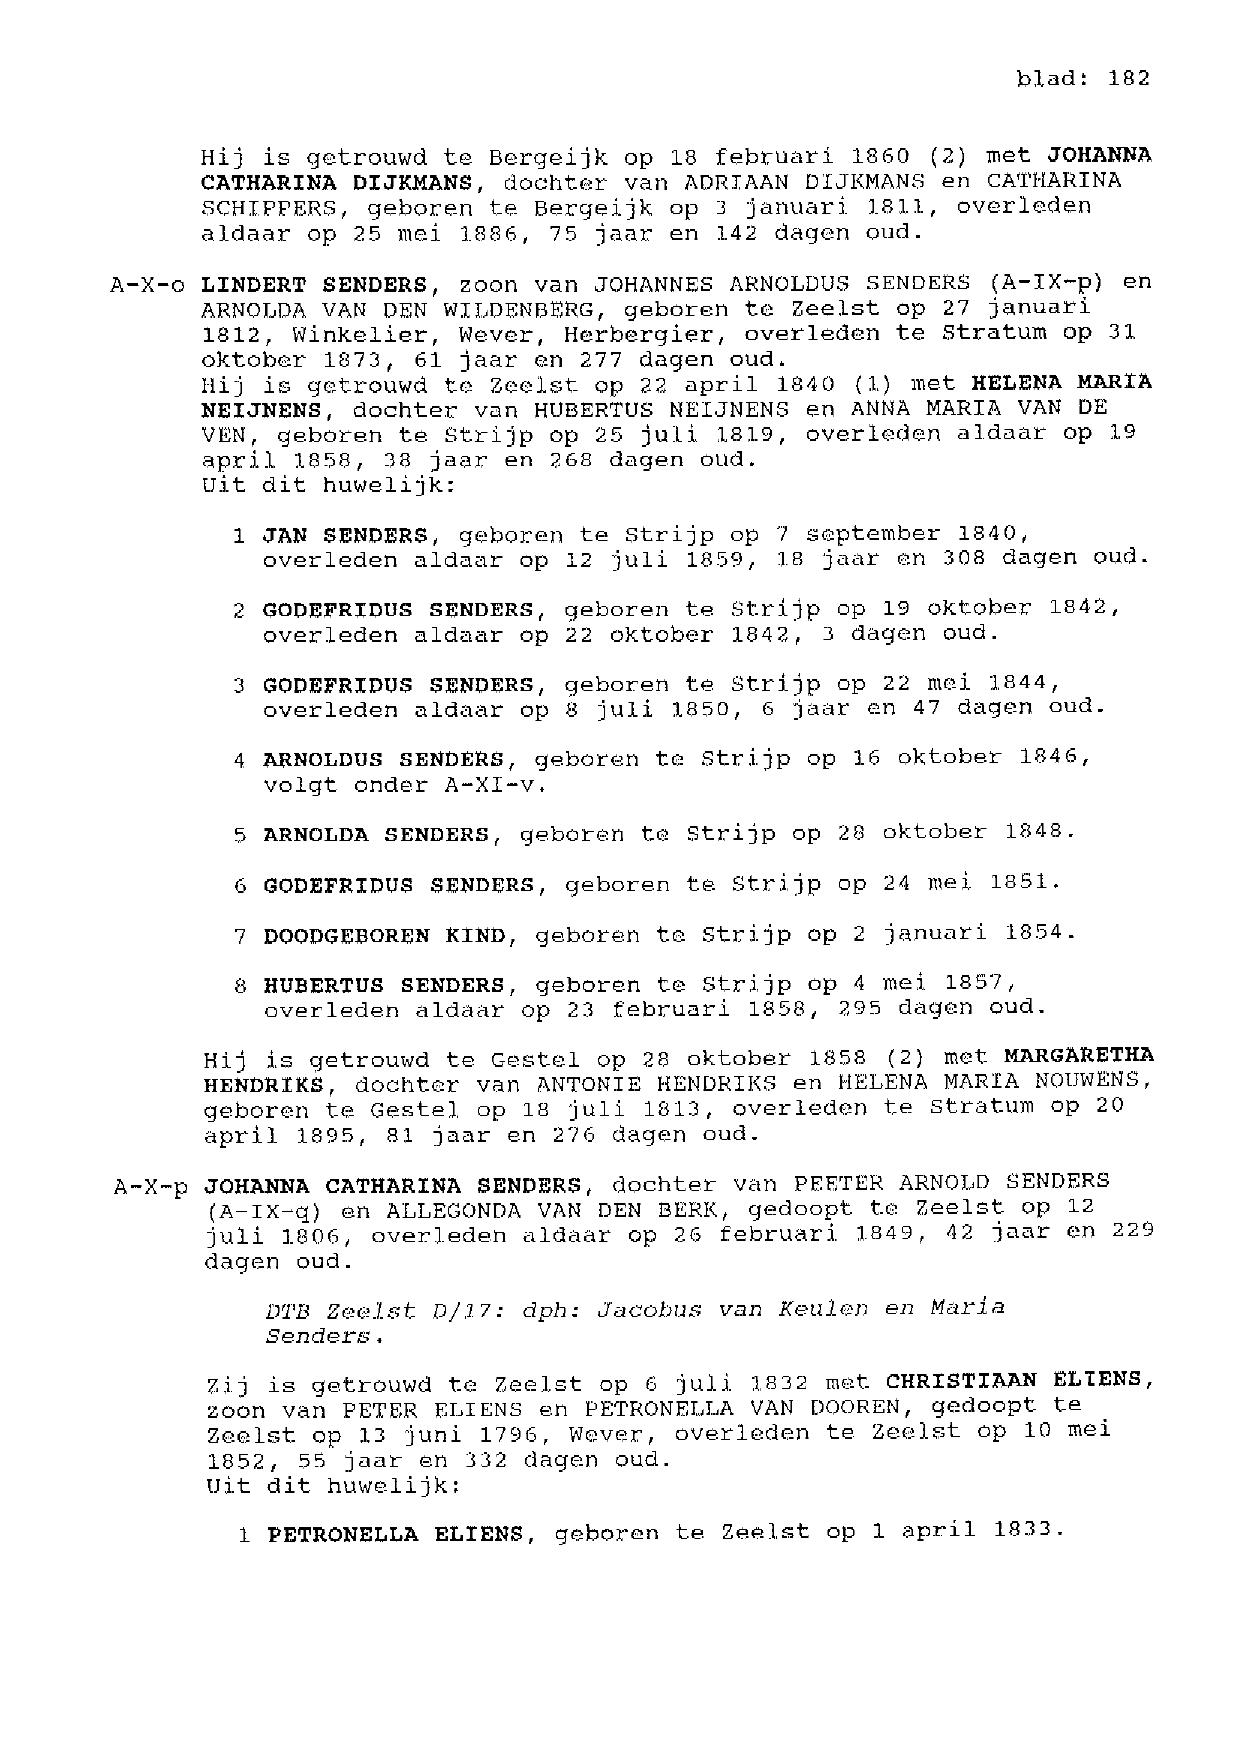 blad: 182
Hij is getrouwd te Bergeijk op 18 februari 1860 (2) met JOHANNA
CATHARINA DIJKMANS, dochter van ADRIAAN DIJKMANS en CATHARINA
SCHIPPERS, geboren te Bergeijk op 3 januari 1811, overleden
aldaar op 25 mei 1886, 75 jaar en 142 dagen oud.
A-X-o LINDERT SENDERS, zoon van JOHANNES ARNOLDUS SENDERS (A-IX-p) en
ARNOLDA VAN DEN WILDENBERG, geboren te Zeelst op 27 januari
1812, Winkelier, Wever, Herbergier, overleden te Stratum op 31
oktober 1873, 61 jaar en 277 dagen oud.
Hij is getrouwd te Zeelst op 22 april 1840 (1) met HELENA MARIA
NEIJNENS, dochter van HUBERTUS NEIJNENS en ANNA MARIA VAN DE
VEN, geboren te Strijp op 25 juli 1819, overleden aldaar op 19
april 1858, 38 jaar en 268 dagen oud.
Uit dit huwelijk:
1 JAN SENDERS, geboren te Strijp op 7 september 1840,
overleden aldaar op 12 juli 1859, 18 jaar en 308 dagen oud.
2 GODEFRIDUS SENDERS, geboren te Strijp op 19 oktober 1842,
overleden aldaar op 22 oktober 1842, 3 dagen oud.
3 GODEFRIDUS SENDERS, geboren te Strijp op 22 mei 1844,
overleden aldaar op 8 juli 1850, 6 jaar en 47 dagen oud.
4 ARNOLDUS SENDERS, geboren te Strijp op 16 oktober 1846,
volgt onder A-XI-v.
5 ARNOLDA SENDERS, geboren te Strijp op 28 oktober 1848.
6 GODEFRIDUS SENDERS, geboren te Strijp op 24 mei 1851.
7 DOODGEBOREN KIND, geboren te Strijp op 2 januari 1854.
8 HUBERTUS SENDERS, geboren te Strijp op 4 mei 1857,
overleden aldaar op 23 februari 1858, 295 dagen oud.
Hij is getrouwd te Gestel op 28 oktober 1858 (2) met MARGARETHA
HENDRIKS, dochter van ANTONIE HENDRIKS en HELENA MARIA NOUWENS,
geboren te Gestel op 18 juli 1813, overleden te Stratum op 20
april 1895, 81 jaar en 276 dagen oud.
A-X-p JOHANNA CATHARINA SENDERS, dochter van PEETER ARNOLD SENDERS
(A-IX-q) en ALLEGONDA VAN DEN BERK, gedoopt te Zeelst op 12
juli 1806, overleden aldaar op 26 februari 1849, 42 jaar en 229
dagen oud.
DTB Zeelst D/17: dph: Jacobus van Keulen en Maria
Senders.
Zij is getrouwd te Zeelst op 6 juli 1832 met CHRISTIAAN ELIENS,
zoon van PETER ELIENS en PETRONELLA VAN DOOREN, gedoopt te
Zeelst op 13 juni 1796, Wever, overleden te Zeelst op 10 mei
1852, 55 jaar en 332 dagen oud.
Uit dit huwelijk:
1 PETRONELLA ELIENS, geboren te Zeelst op 1 april 1833.